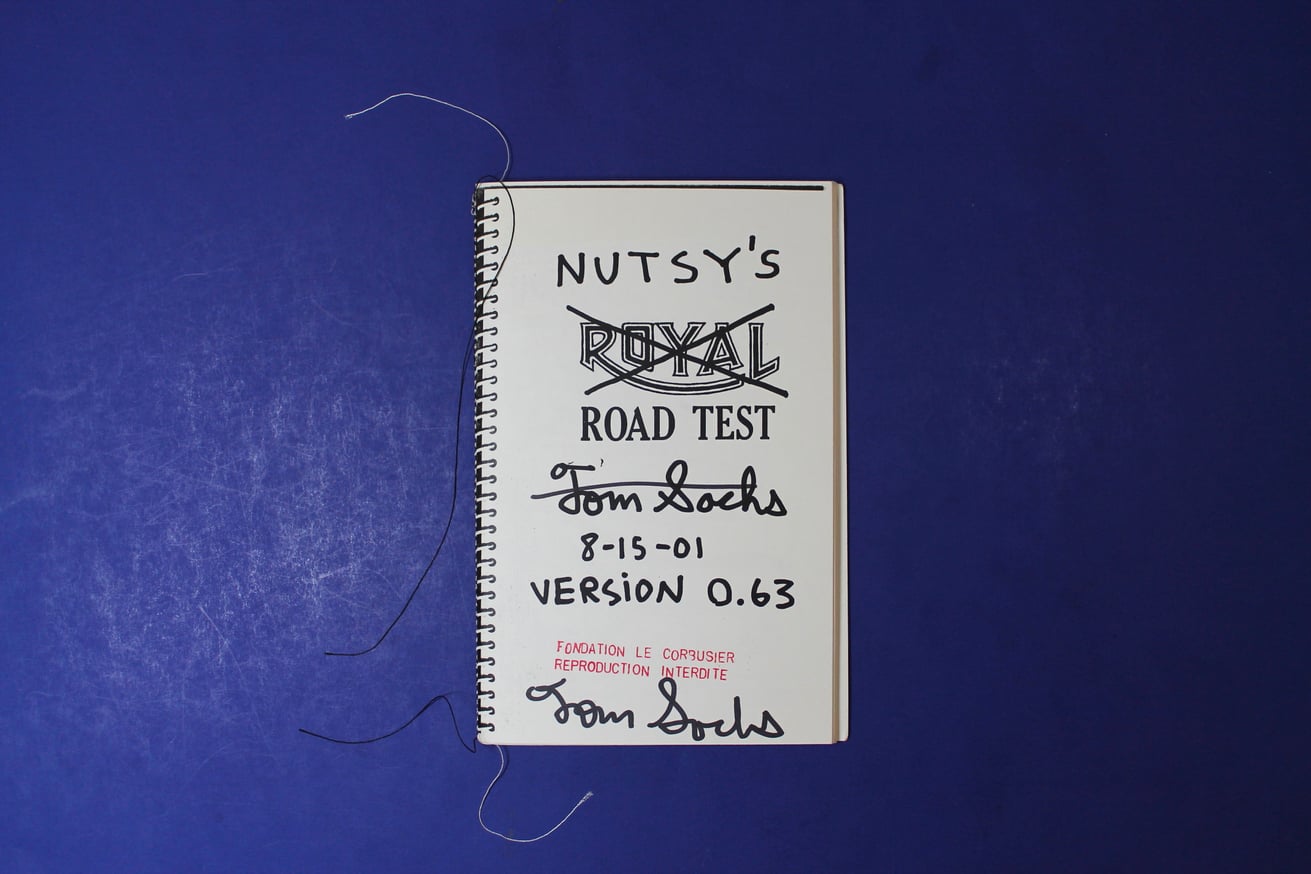 NUTSY'S
ROYAL
ROAD TEST
Tom Sachs
8-15-01
VERSiON 0.63
FONDATION LE CORBUSIER
REPRODUCTION INTERDITE
Tom Sachs